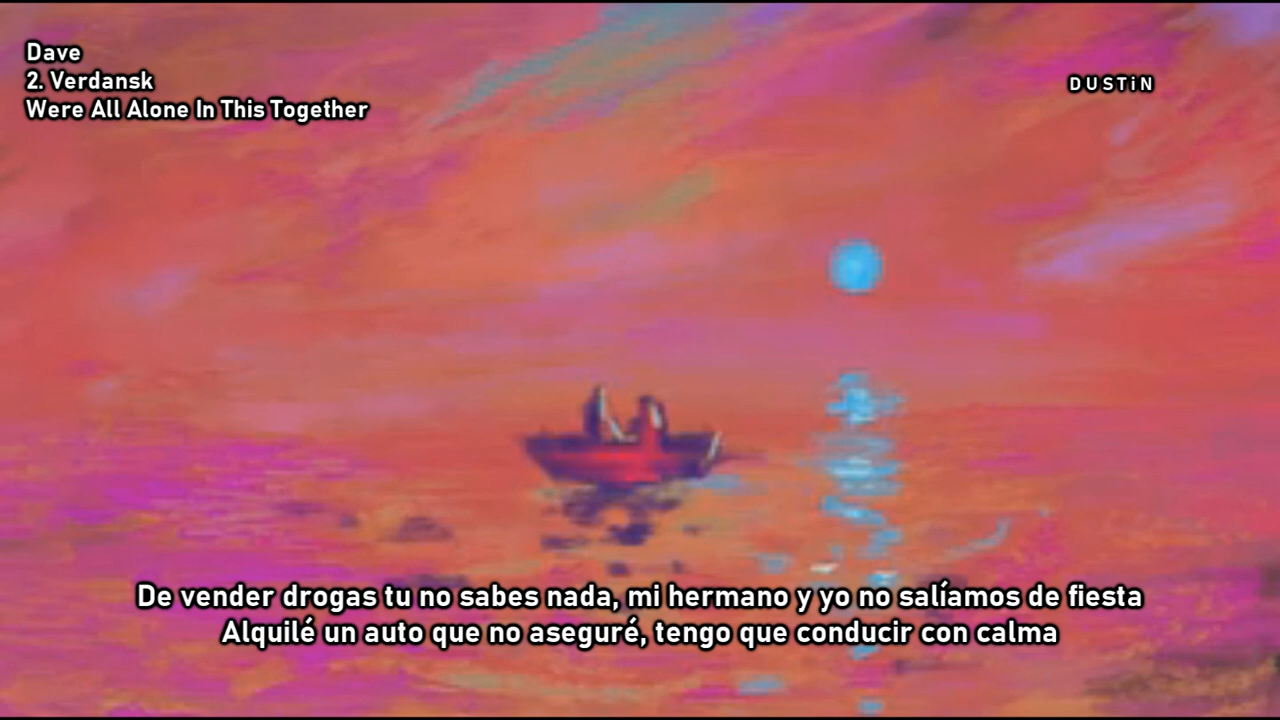 Dave
2. Verdansk
Were All Alone In This Together
DUSTiN
De vender drogas tu no sabes nada, mi hermano y yo no salíamos de fiesta
Alquilé un auto que no aseguré, tengo que conducir con calma